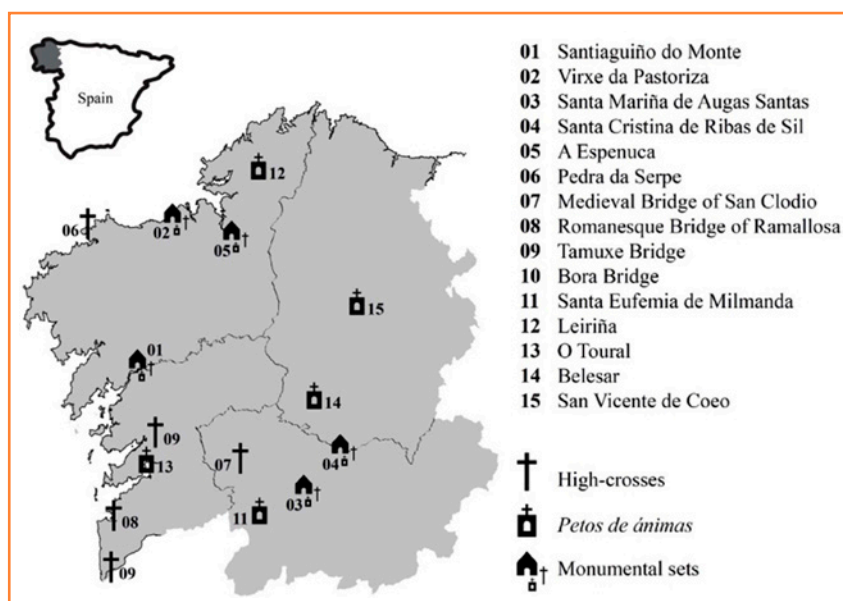 Spain
01 Santiaguiño do Monte
02 Virxe da Pastoriza
03 Santa Mariña de Augas Santas
04 Santa Cristina de Ribas de Sil
05 A Espenuca
06 Pedra da Serpe
07 Medieval Bridge of San Clodio
08 Romanesque Bridge of Ramallosa
09 Tamuxe Bridge
10 Bora Bridge
11 Santa Eufemia de Milmanda
12 Leiriña
13 O Toural
14 Belesar
15 San Vicente de Coeo
High-crosses
Petos de ánimas
Monumental sets
12
06
02
05
15
01
14
09
13
07
04
03
11
08
09